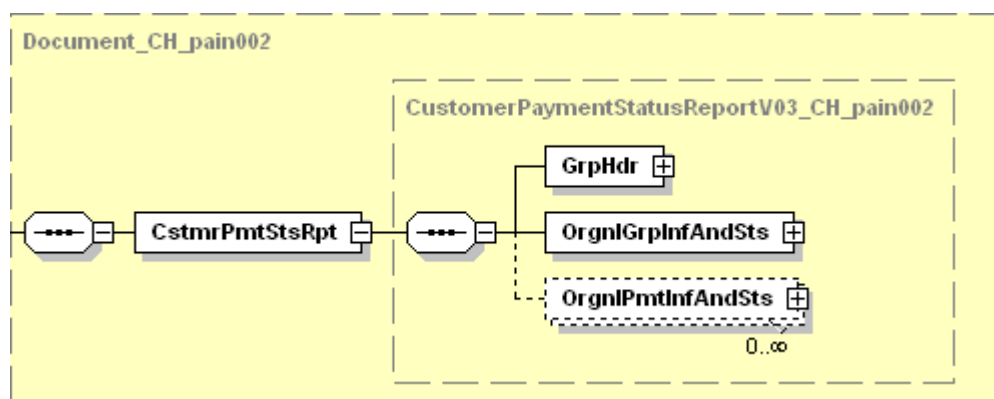 Document_CH_pain002
CustomerPaymentStatusReportV03_CH_pain002
GrpHdr
CstmrPmtStsRpt
OrgnlGrpInfAndSts
OrgnlPmtInfAndSts
0..∞